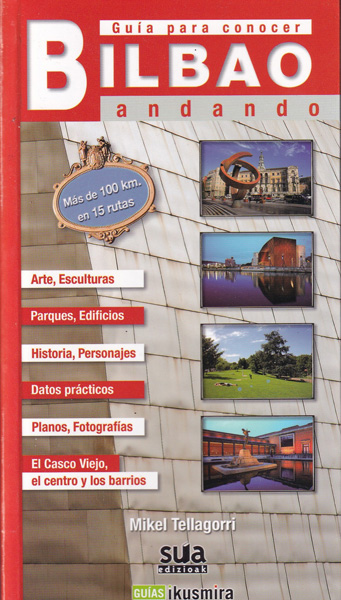 Guía para conocer
BILBAO
andando
Más de 100 km.
en 15 rutas
Arte, Esculturas
Parques, Edificios
Historia, Personajes
Datos prácticos
Planos, Fotografías
El Casco Viejo,
el centro y los barrios
Mikel Tellagorri
SUA
edizioak
GUÍAS ikusmira